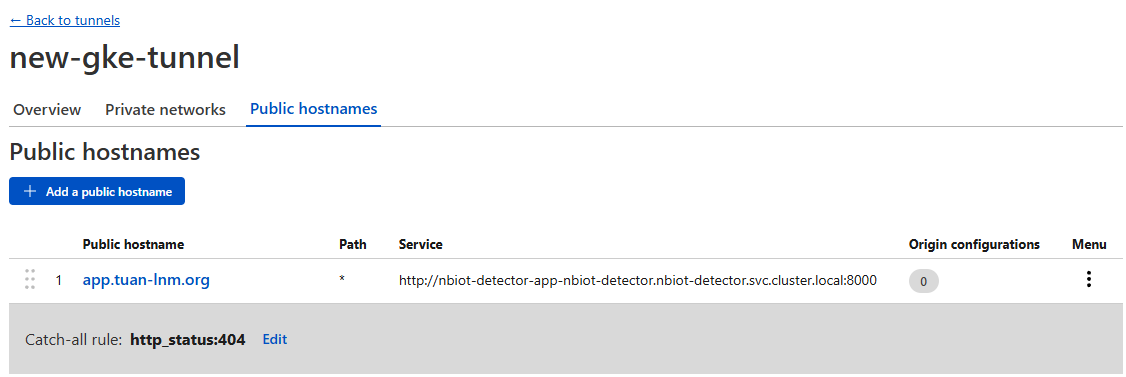 ← Back to tunnels
new-gke-tunnel
Overview Private networks Public hostnames
Public hostnames
+ Add a public hostname
Public hostname Path Service Origin configurations Menu
1 app.tuan-lnm.org * http://nbiot-detector-app-nbiot-detector.nbiot-detector.svc.cluster.local:8000 0
Catch-all rule: http_status:404 Edit